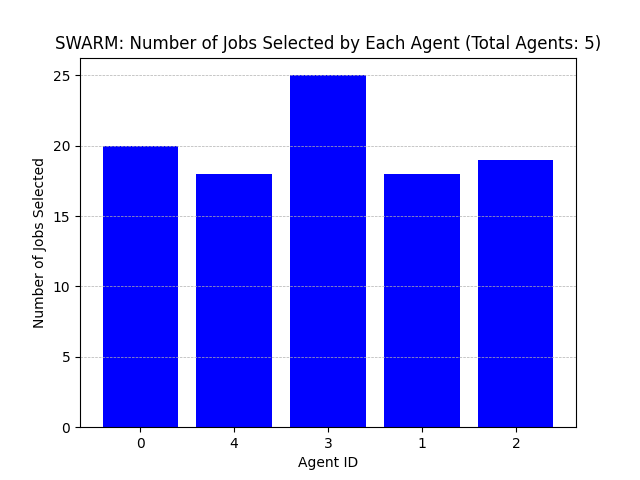 SWARM: Number of Jobs Selected by Each Agent (Total Agents: 5)
25
20
15
10
5
0
Number of Jobs Selected
0 4 3 1 2
Agent ID